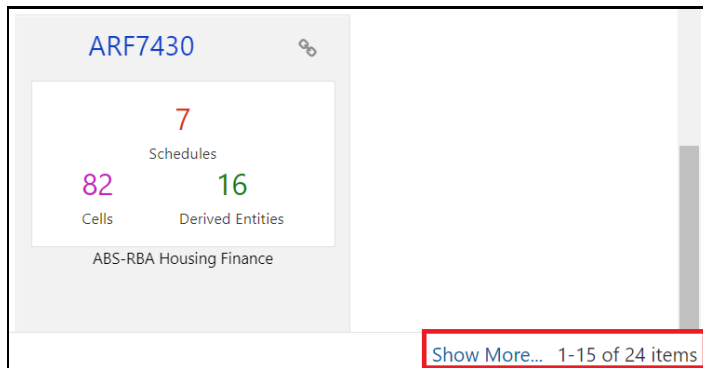 ARF7430
7
Schedules
82 16
Cells Derived Entities
ABS-RBA Housing Finance
Show More... 1-15 of 24 items